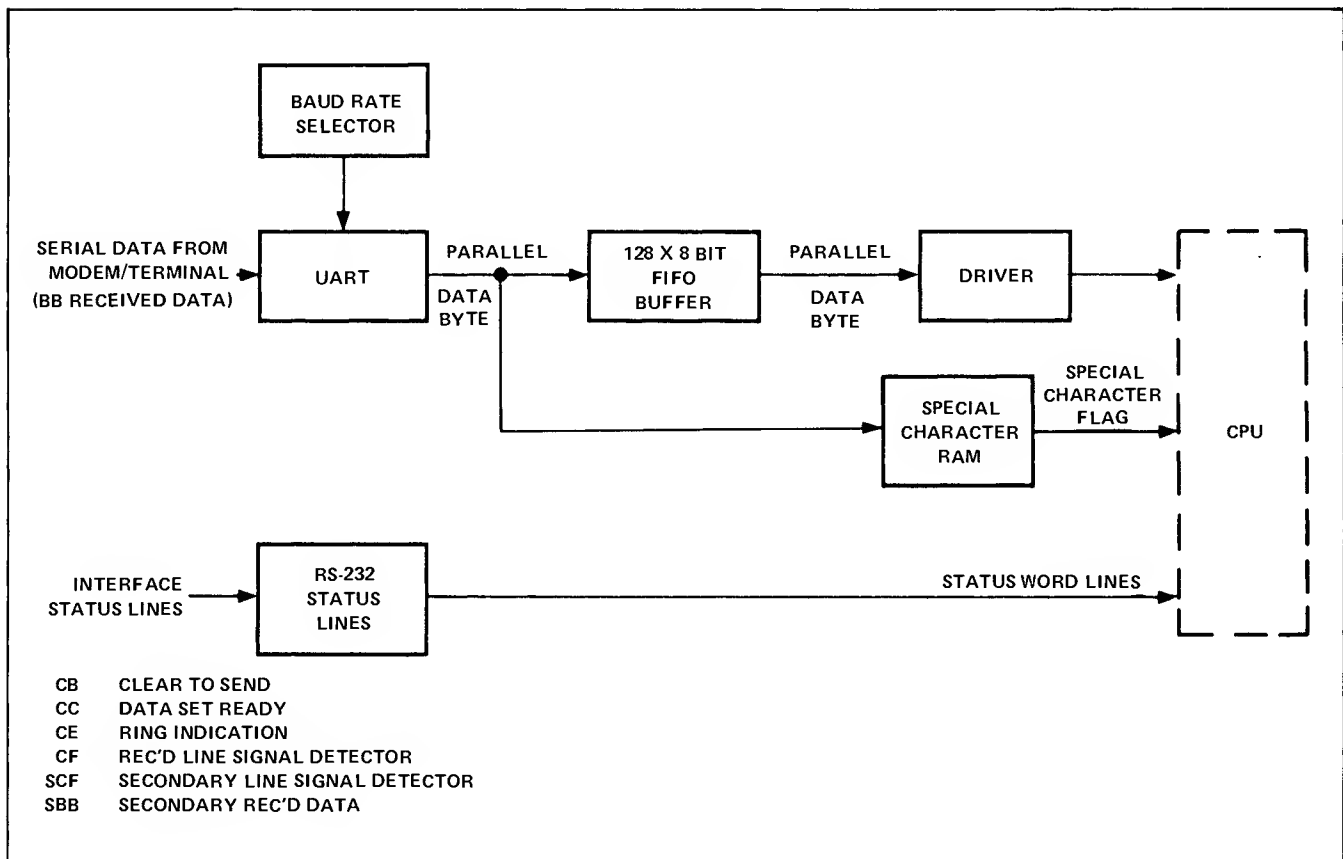 BAUD RATE
SELECTOR
SERIAL DATA FROM
MODEM/TERMINAL
(BB RECEIVED DATA)
UART
PARALLEL
DATA
BYTE
128 X 8 BIT
FIFO
BUFFER
PARALLEL
DATA
BYTE
DRIVER
SPECIAL
CHARACTER
RAM
SPECIAL
CHARACTER
FLAG
CPU
INTERFACE
STATUS LINES
RS-232
STATUS
LINES
STATUS WORD LINES
CB CLEAR TO SEND
CC DATA SET READY
CE RING INDICATION
CF REC'D LINE SIGNAL DETECTOR
SCF SECONDARY LINE SIGNAL DETECTOR
SBB SECONDARY REC'D DATA